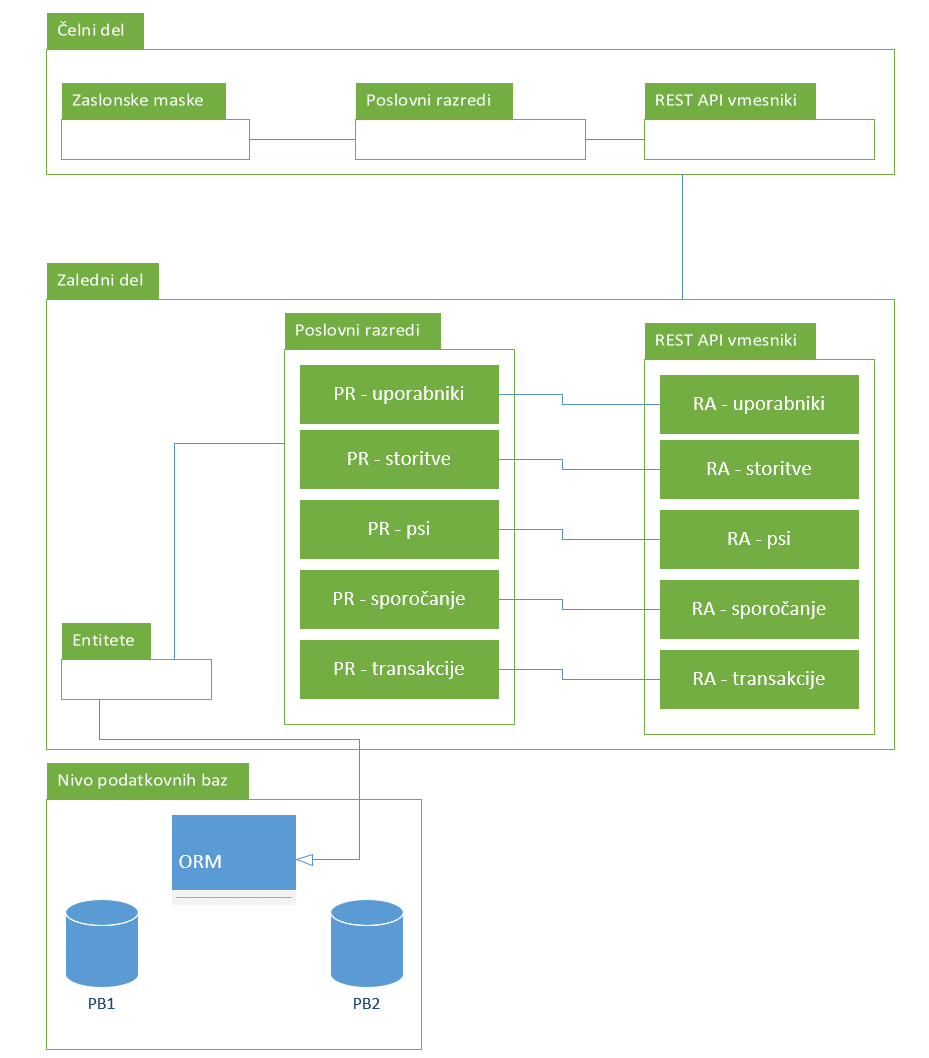 Čelni del
Zaslonske maske
Poslovni razredi
REST API vmesniki
Zaledni del
Poslovni razredi
REST API vmesniki
PR - uporabniki
RA - uporabniki
PR - storitve
RA - storitve
PR - psi
RA - psi
PR - sporočanje
RA - sporočanje
Entitete
PR - transakcije
RA - transakcije
Nivo podatkovnih baz
ORM
PB1
PB2